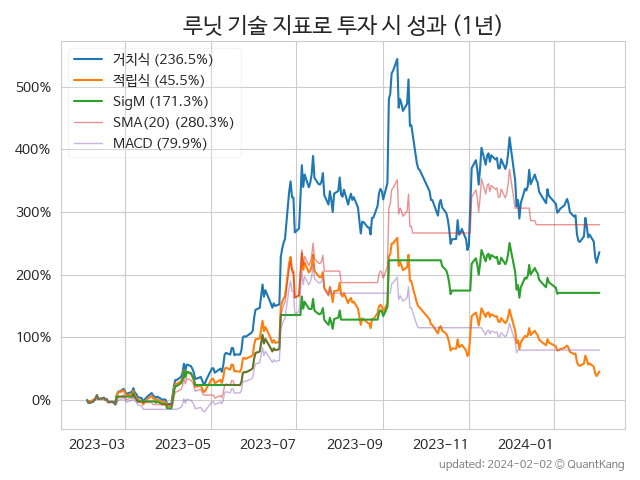 루닛 기술 지표로 투자 시 성과 (1년)
거치식 (236.5%)
적립식 (45.5%)
SigM (171.3%)
SMA(20) (280.3%)
MACD (79.9%)
500%
400%
300%
200%
100%
0%
2023-03 2023-05 2023-07 2023-09 2023-11 2024-01
updated: 2024-02-02 © QuantKang